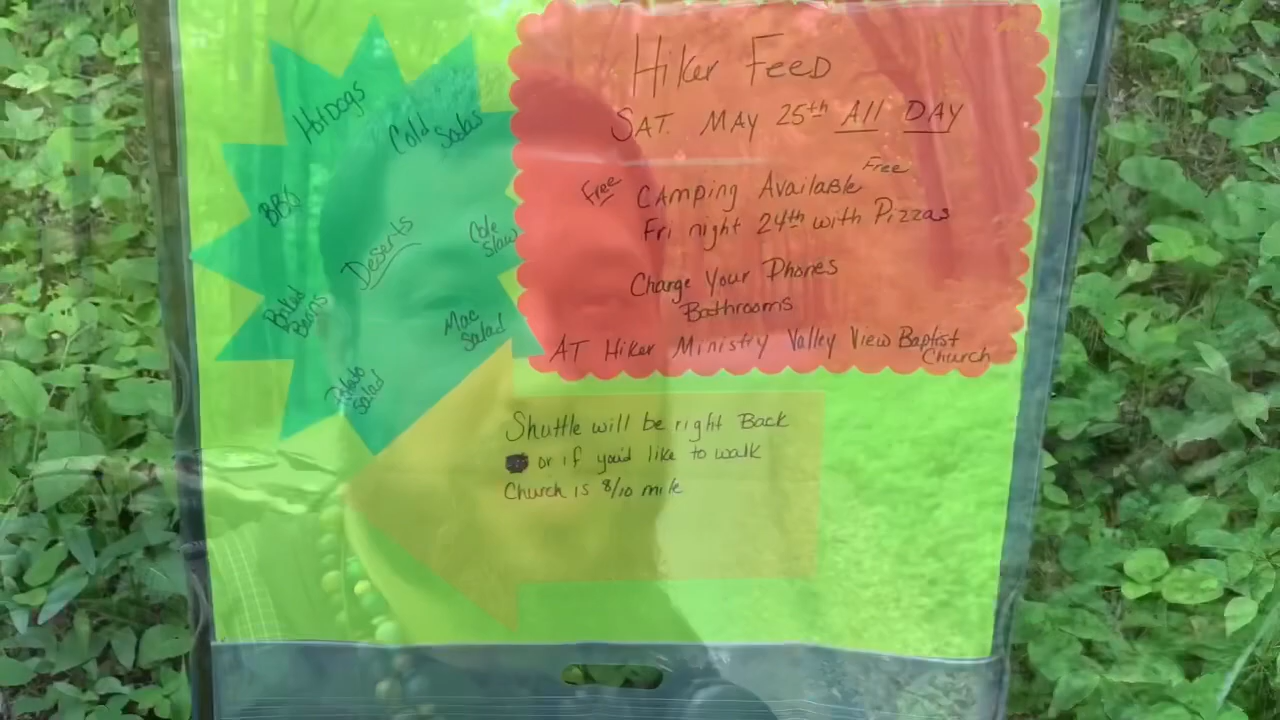 Hiker Feed
SAT. MAY 25th All DAY
Free CAmping Available Free
Fri night 24th with Pizzas
Charge Your Phones
Bathrooms
AT Hiker Ministry Valley View Baptist
Church
Hotdogs
Cold Sodas
BBQ
Deserts
Cole
Slaw
Baked
Beans
Mac
Salad
Potato
Salad
Shuttle will be right Back
or if you'd like to walk
Church is 8/10 mile